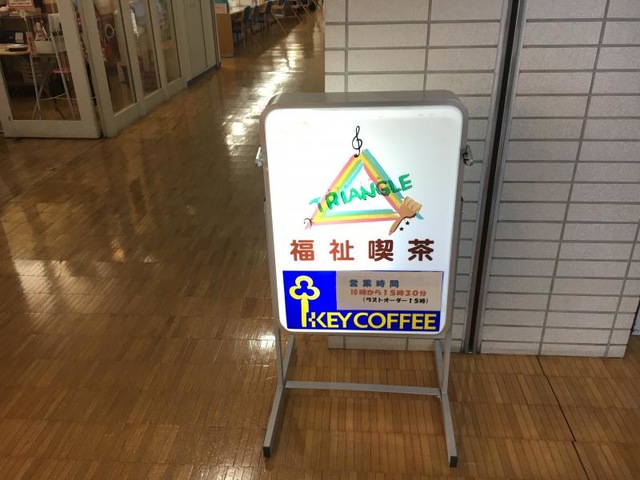 TRIANGLE
福祉喫茶
営業時間
10時から15時30分
(ラストオーダー15時)
KEY COFFEE